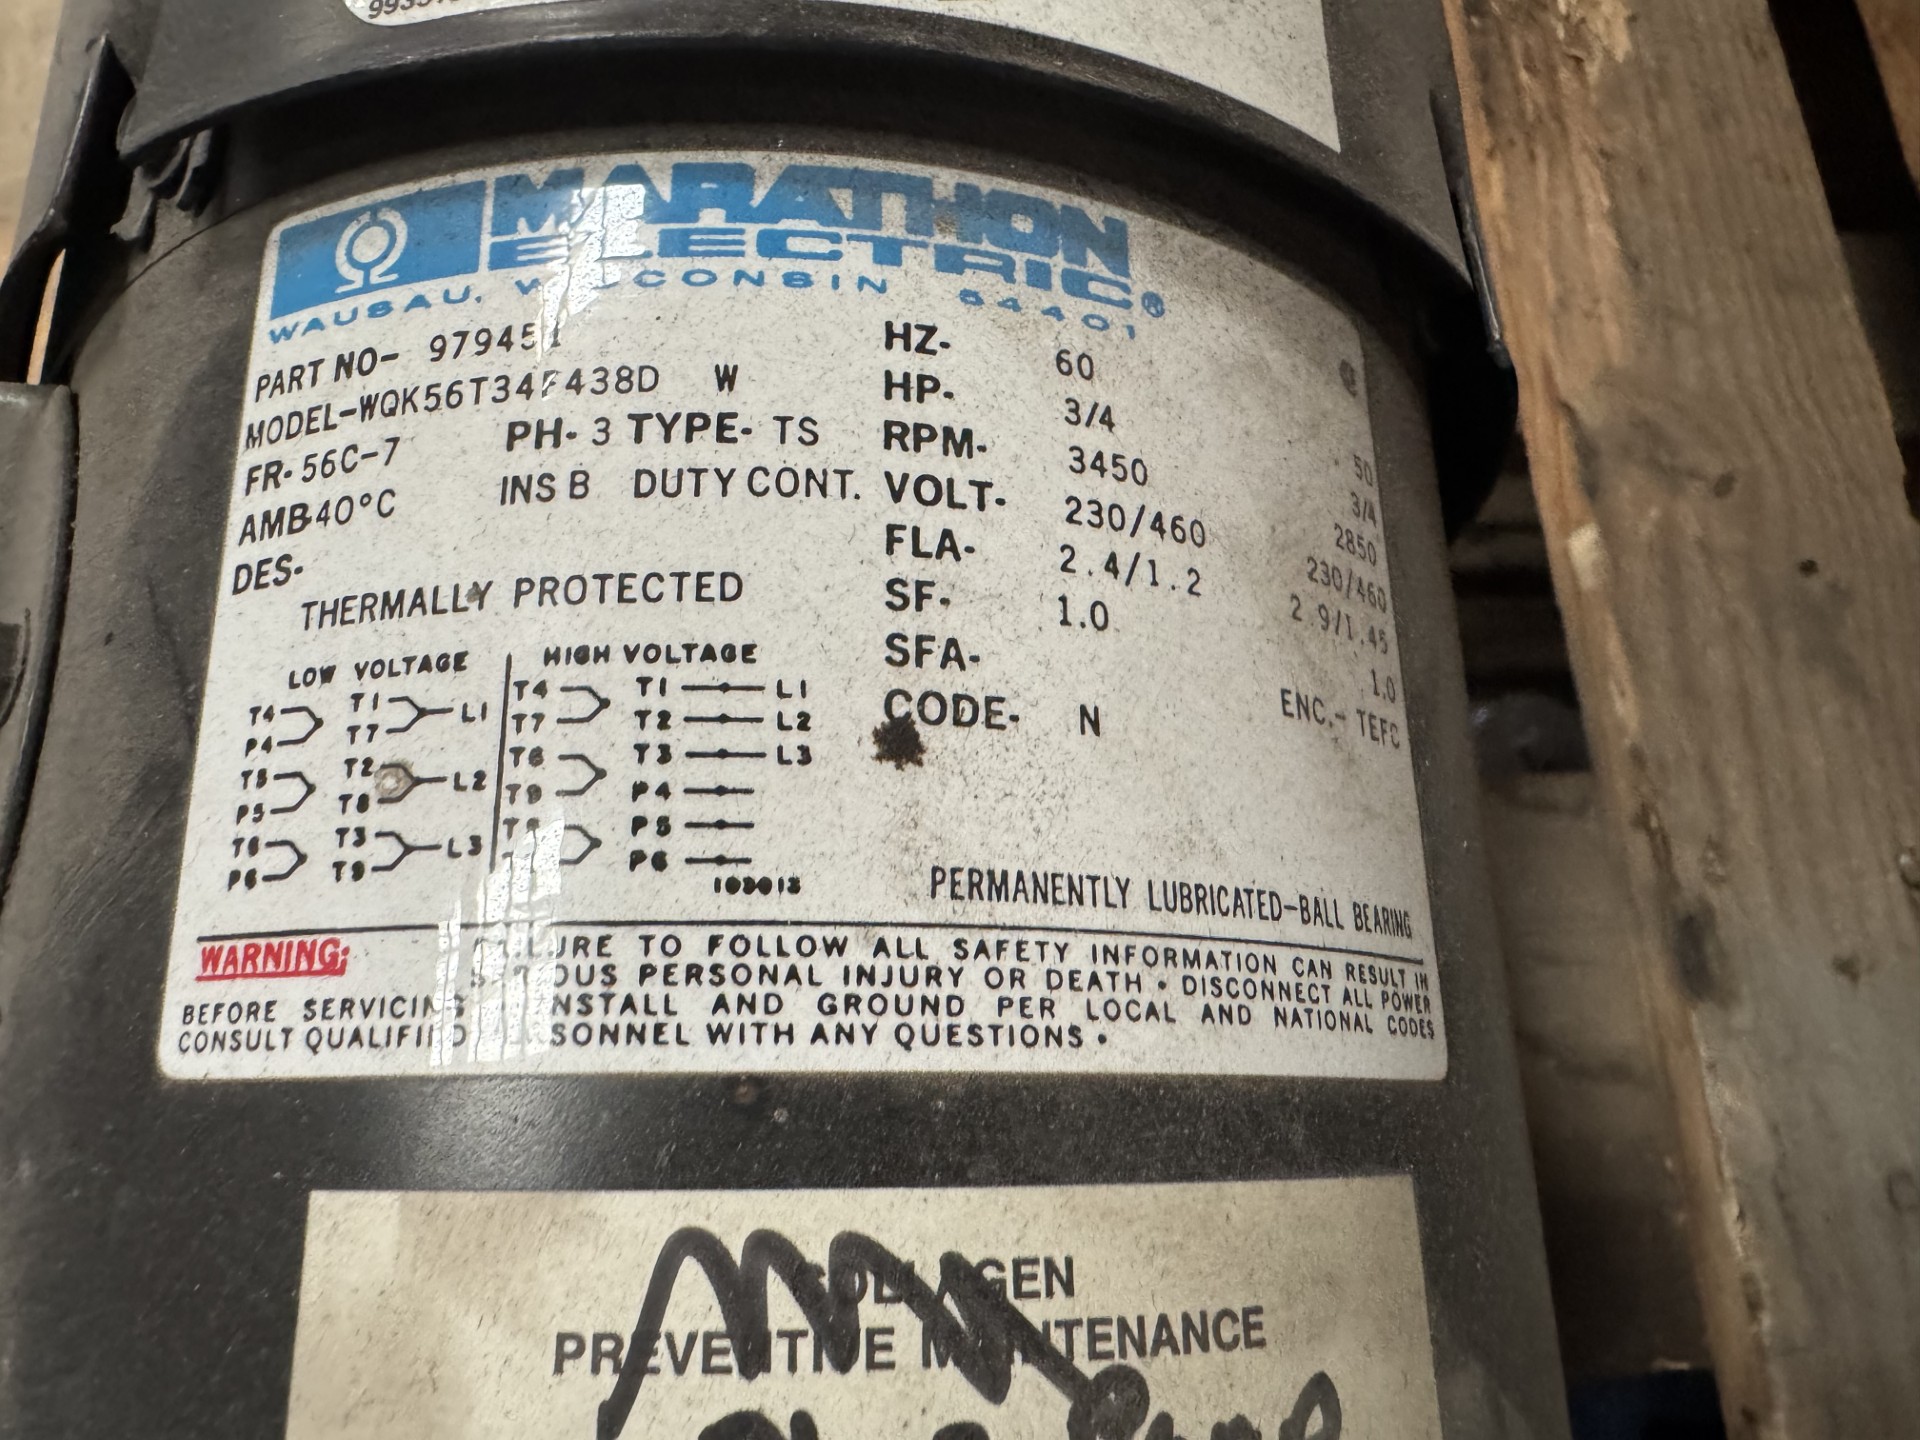 MARATHON
ELECTRIC®
WAUSAU, WISCONSIN 54401
PART NO-
MODEL-
W
FR- 56C-7 PH- 3 TYPE- TS
AMB 40°C INS B DUTY CONT.
DES-
THERMALLY PROTECTED
HZ- 60 50
HP- 3/4 3/4
RPM- 3450 2850
VOLT- 230/460 230/460
FLA- 2.4/1.2 2.9/1.45
SF- 1.0 1.0
SFA-
CODE- N ENC.- TEFC
LOW VOLTAGE
T4 T1 L1
P4 T7
T5 T2 L2
P5 T8
T6 T3 L3
P6 T9
HIGH VOLTAGE
T4 T1 L1
T7 T2 L2
T6 T3 L3
T9 P4
P5
P6
PERMANENTLY LUBRICATED-BALL BEARING
WARNING: FAILURE TO FOLLOW ALL SAFETY INFORMATION CAN RESULT IN
SERIOUS PERSONAL INJURY OR DEATH • DISCONNECT ALL POWER
BEFORE SERVICING INSTALL AND GROUND PER LOCAL AND NATIONAL CODES
CONSULT QUALIFIED PERSONNEL WITH ANY QUESTIONS •
COLLAGEN
PREVENTIVE MAINTENANCE